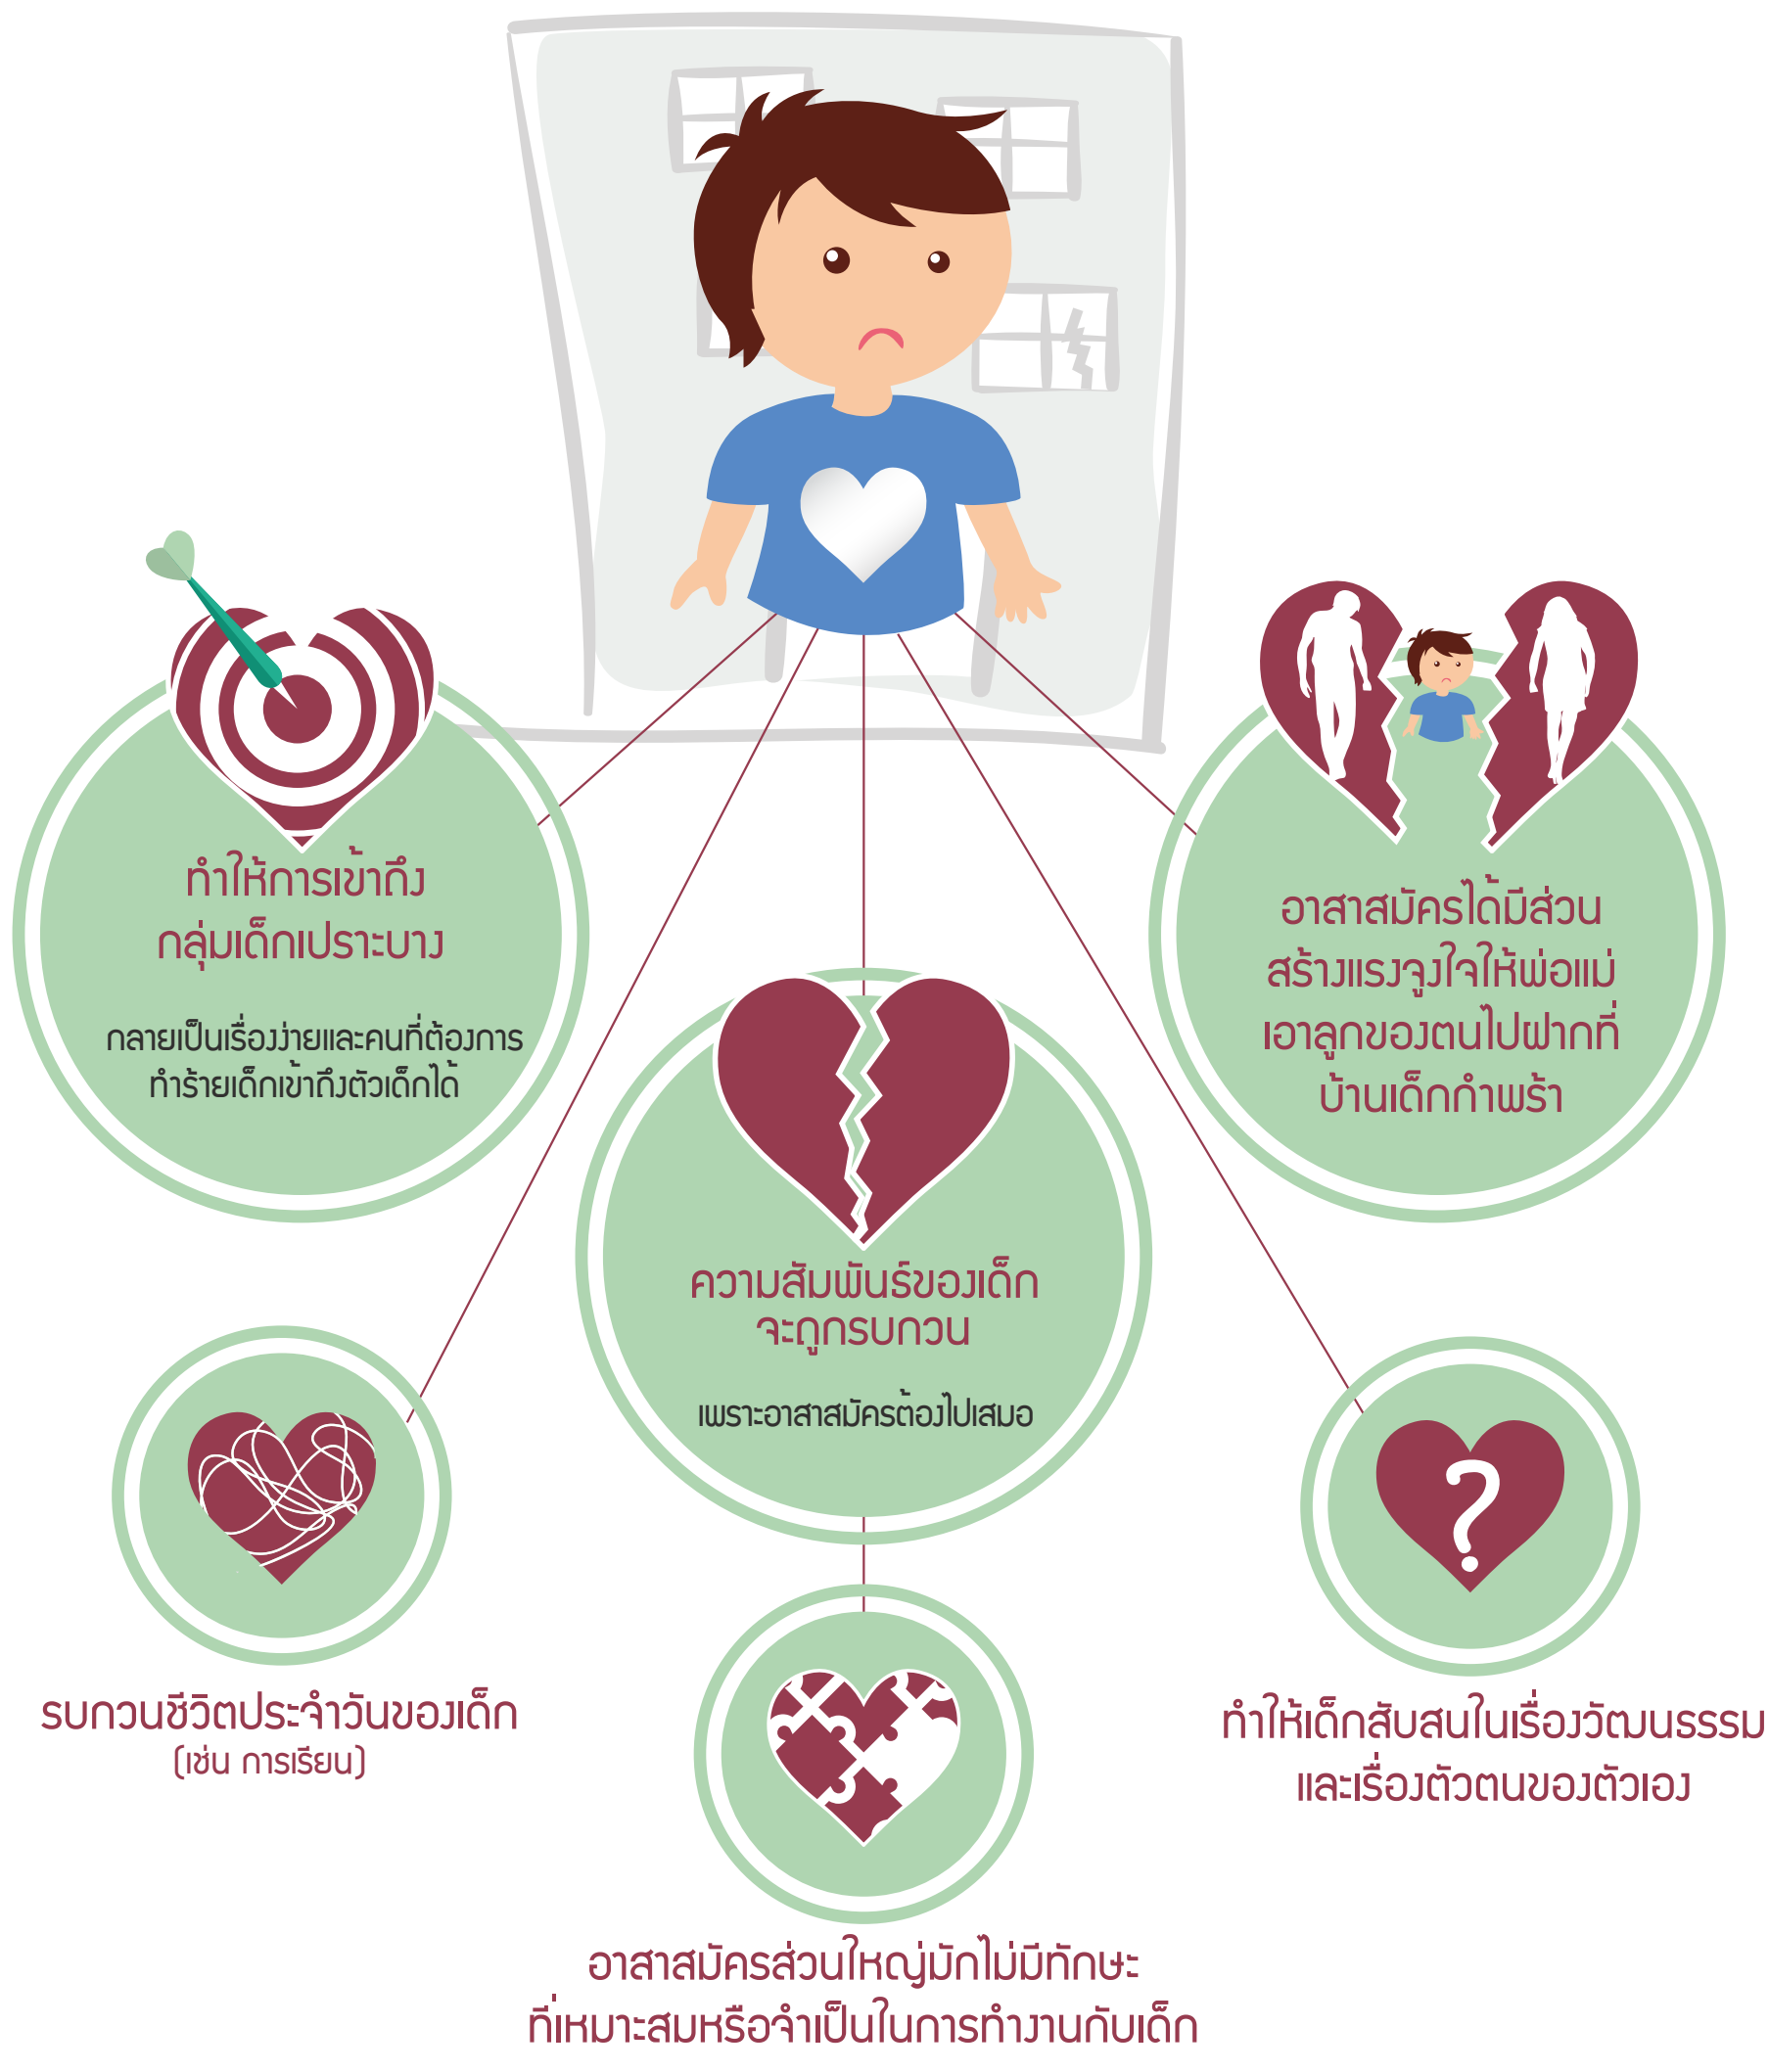 ทำให้การเข้าถึง
กลุ่มเด็กเปราะบาง
กลายเป็นเรื่องง่ายและคนที่ต้องการ
ทำร้ายเด็กเข้าถึงตัวเด็กได้
อาสาสมัครได้มีส่วน
สร้างแรงจูงใจให้พ่อแม่
เอาลูกของตนไปฝากที่
บ้านเด็กกำพร้า
ความสัมพันธ์ของเด็ก
จะถูกรบกวน
เพราะอาสาสมัครต้องไปเสมอ
รบกวนชีวิตประจำวันของเด็ก
(เช่น การเรียน)
ทำให้เด็กสับสนในเรื่องวัฒนธรรม
และเรื่องตัวตนของตัวเอง
อาสาสมัครส่วนใหญ่มักไม่มีทักษะ
ที่เหมาะสมหรือจำเป็นในการทำงานกับเด็ก